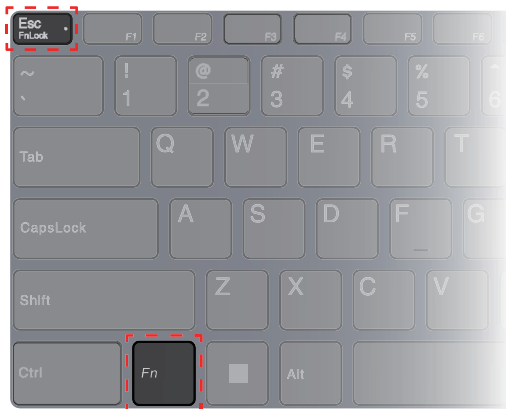 Esc
FnLock
F1 F2 F3 F4 F5 F6
~ ! @ # $ % ^
` 1 2 3 4 5 6
Tab Q W E R T
CapsLock A S D F G
Shift Z X C V
Ctrl Fn Alt